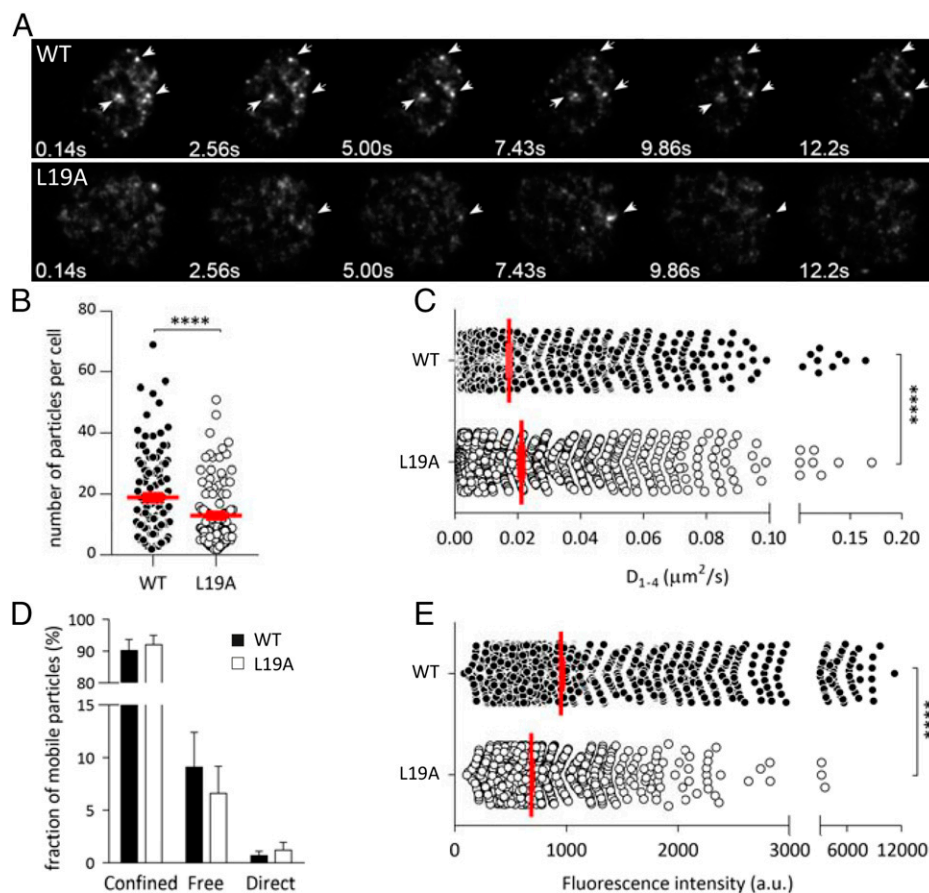 A
WT
0.14s 2.56s 5.00s 7.43s 9.86s 12.2s
L19A
0.14s 2.56s 5.00s 7.43s 9.86s 12.2s
B
number of particles per cell
80
60
40
20
0
****
WT L19A
C
WT
L19A
****
0.00 0.02 0.04 0.06 0.08 0.10 0.15 0.20
D₁₋₄ (μm²/s)
D
fraction of mobile particles (%)
100
90
80
15
10
5
0
WT
L19A
Confined Free Direct
E
WT
L19A
****
0 1000 2000 3000 6000 12000
Fluorescence intensity (a.u.)